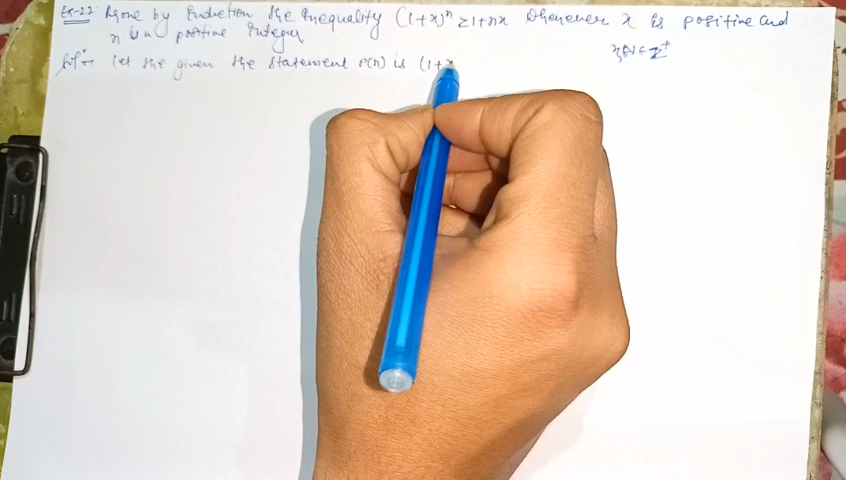 Ex-22 Prove by Induction the Inequality (1+x)ⁿ ≥ 1+nx Whenever x is positive and
n is a positive Integer
Solⁿ:- let the given the statement P(n) is (1+x